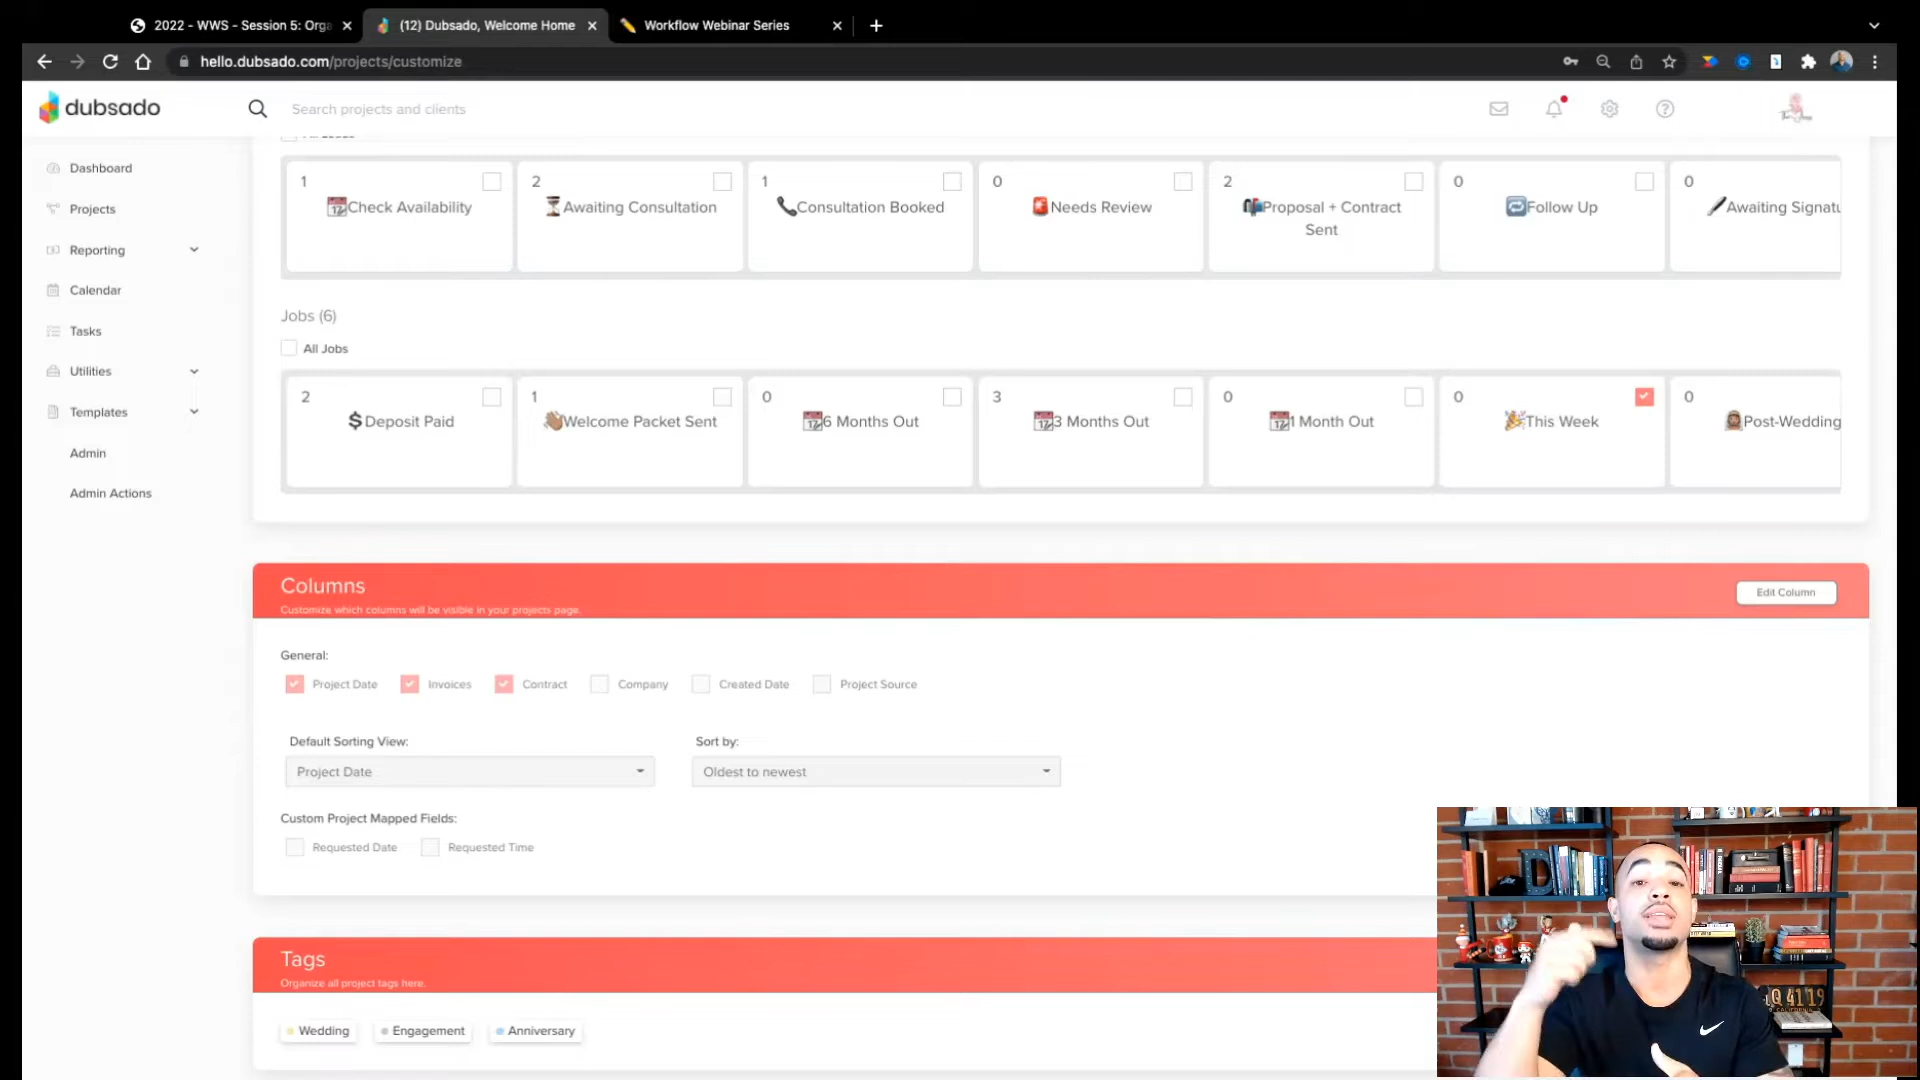 2022 - WWS - Session 5: Orga
(12) Dubsado, Welcome Home
Workflow Webinar Series
hello.dubsado.com/projects/customize
dubsado
Search projects and clients
Dashboard
Projects
Reporting
Calendar
Tasks
Utilities
Templates
Admin
Admin Actions
1
Check Availability
2
Awaiting Consultation
1
Consultation Booked
0
Needs Review
2
Proposal + Contract
Sent
0
Follow Up
0
Awaiting Signatu
Jobs (6)
All Jobs
2
Deposit Paid
1
Welcome Packet Sent
0
6 Months Out
3
3 Months Out
0
1 Month Out
0
This Week
0
Post-Wedding
Columns
Customize which columns will be visible in your projects page.
Edit Column
General:
Project Date
Invoices
Contract
Company
Created Date
Project Source
Default Sorting View:
Sort by:
Project Date
Oldest to newest
Custom Project Mapped Fields:
Requested Date
Requested Time
Tags
Organize all project tags here.
Wedding
Engagement
Anniversary